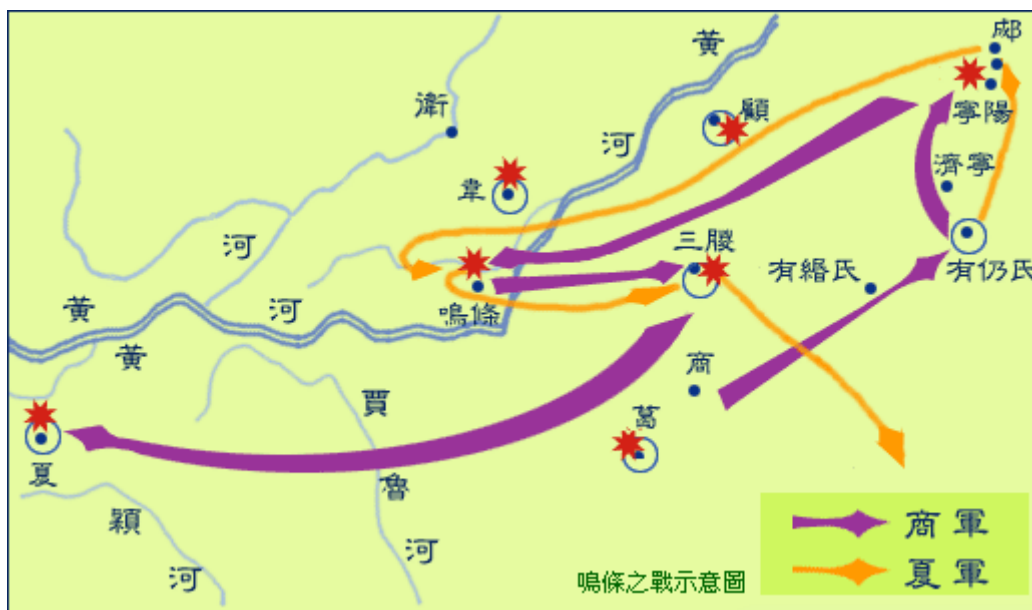 黃河
衛
韋
顧
郕
寧陽
濟寧
有仍氏
有緡氏
三朡
鳴條
河
黃河
黃
商
葛
夏
賈魯河
潁河
商軍
夏軍
鳴條之戰示意圖